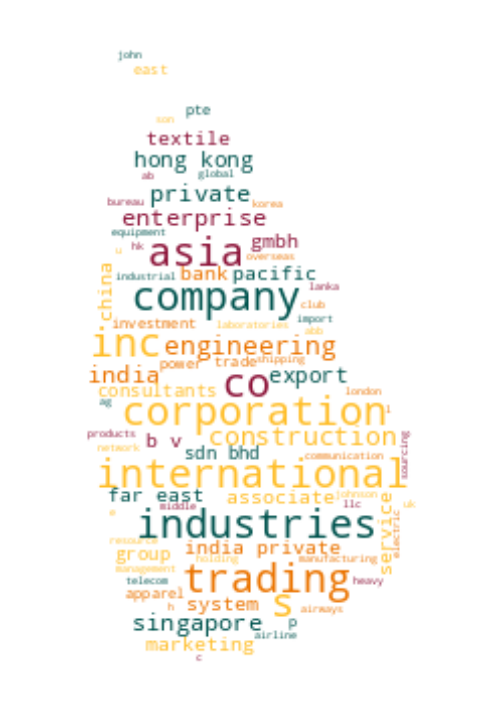 john
east
pte
son
textile
hong kong
ab global
bureau private korea
enterprise
equipment
hk asia gmbh
u overseas
industrial bank pacific
china company lanka
club
investment laboratories import
abb
inc engineering
power trade shipping
india co export
consultants london
ag corporation l
products b v construction
network sdn bhd communication sourcing
international
far east associate johnson
middle llc service uk
e industries electric
resource india private
group holding manufacturing
management trading
telecom heavy
apparel s
h system airways
singapore p
airline
marketing
c